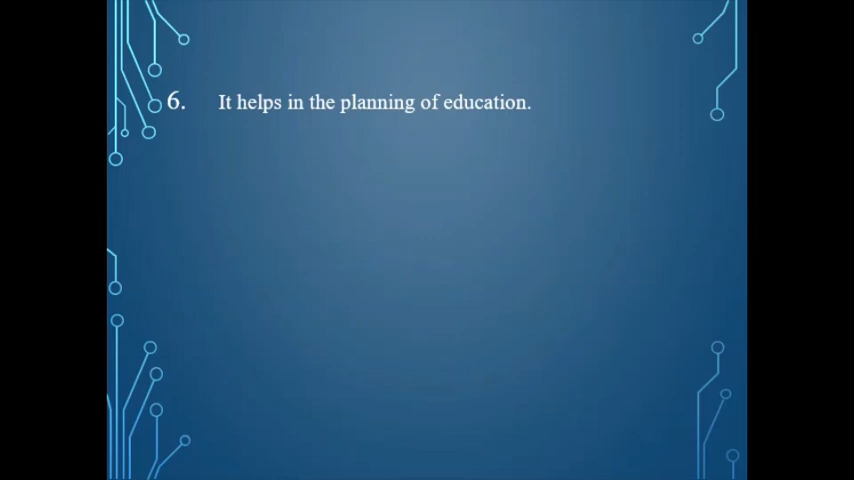 6. It helps in the planning of education.